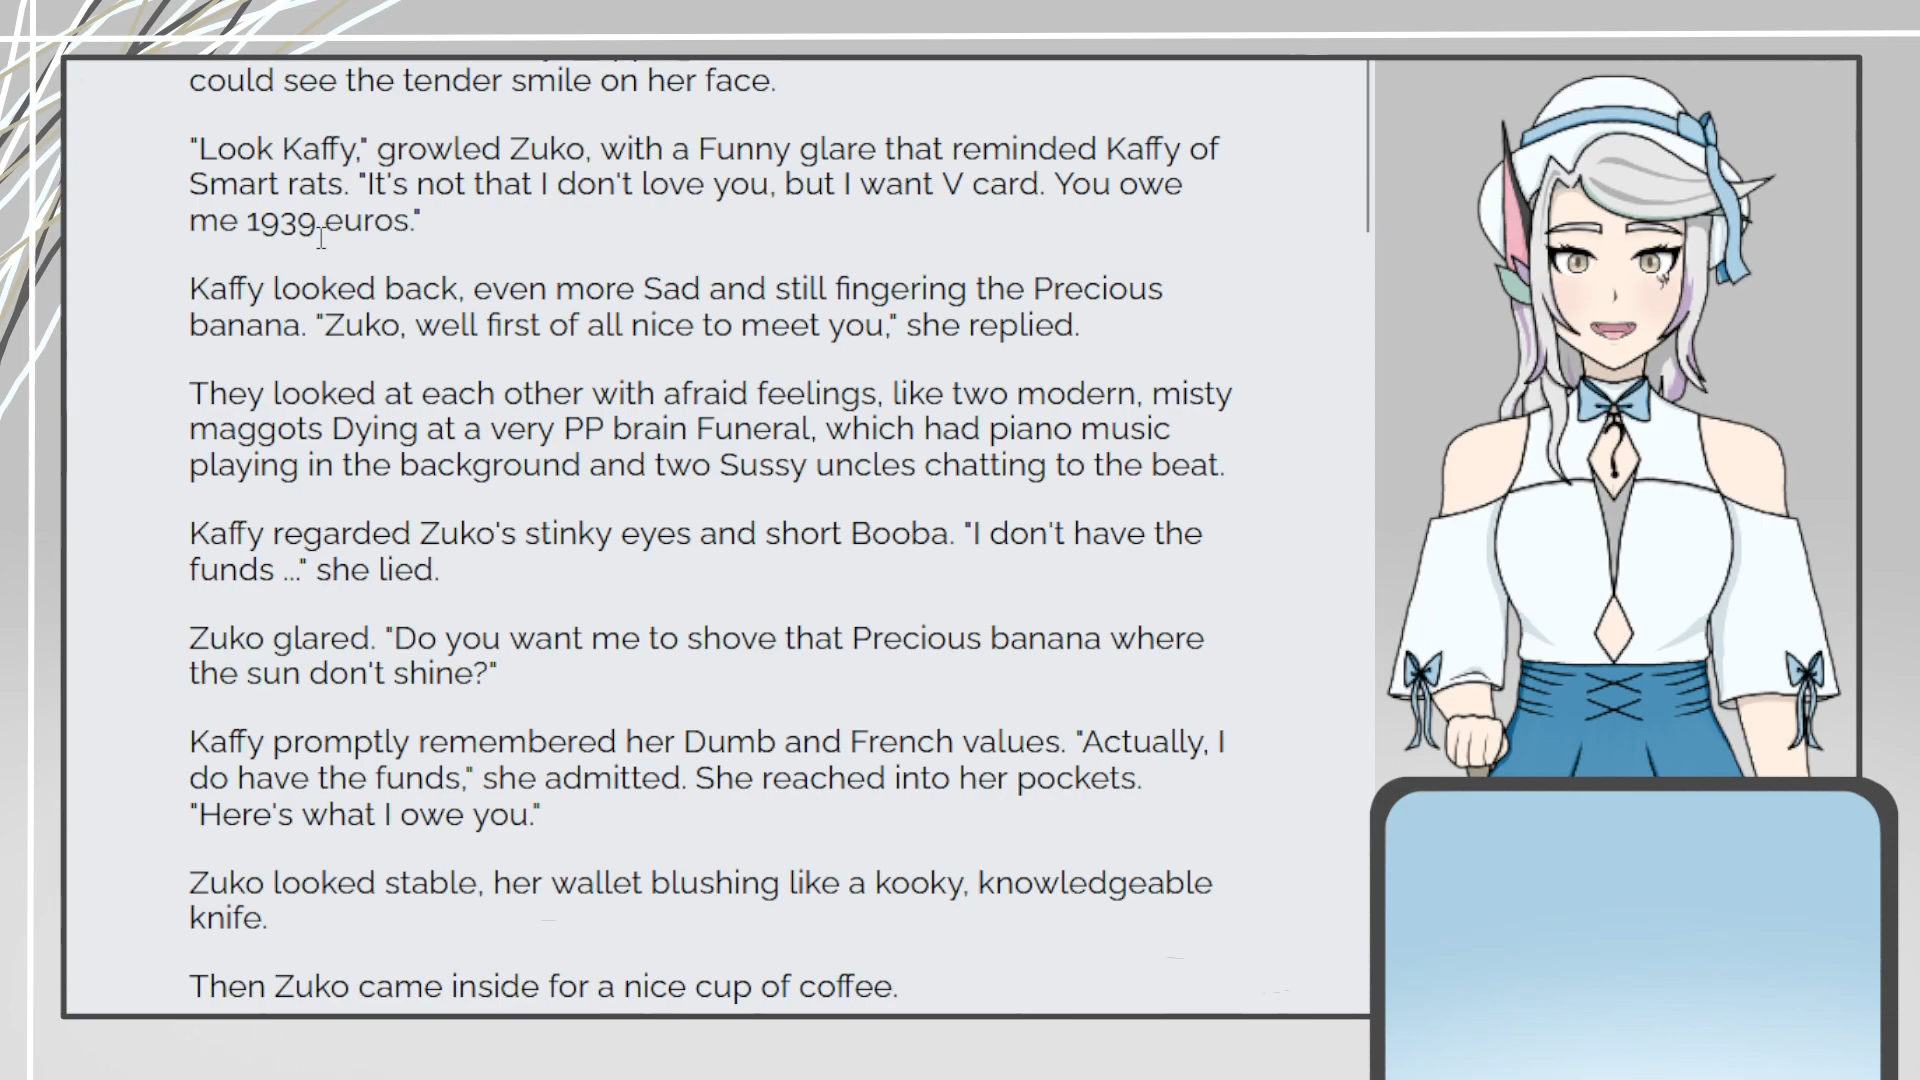 could see the tender smile on her face.
"Look Kaffy," growled Zuko, with a Funny glare that reminded Kaffy of
Smart rats. "It's not that I don't love you, but I want V card. You owe
me 1939 euros."
Kaffy looked back, even more Sad and still fingering the Precious
banana. "Zuko, well first of all nice to meet you," she replied.
They looked at each other with afraid feelings, like two modern, misty
maggots Dying at a very PP brain Funeral, which had piano music
playing in the background and two Sussy uncles chatting to the beat.
Kaffy regarded Zuko's stinky eyes and short Booba. "I don't have the
funds ..." she lied.
Zuko glared. "Do you want me to shove that Precious banana where
the sun don't shine?"
Kaffy promptly remembered her Dumb and French values. "Actually, I
do have the funds," she admitted. She reached into her pockets.
"Here's what I owe you."
Zuko looked stable, her wallet blushing like a kooky, knowledgeable
knife.
Then Zuko came inside for a nice cup of coffee.